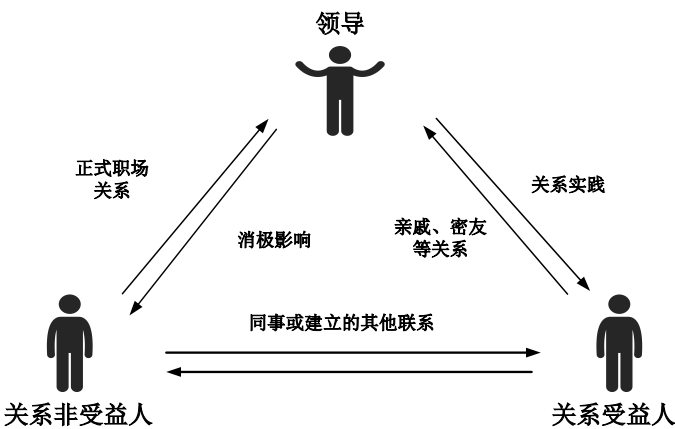 领导
正式职场
关系
关系实践
消极影响
亲戚、密友
等关系
同事或建立的其他联系
关系非受益人
关系受益人